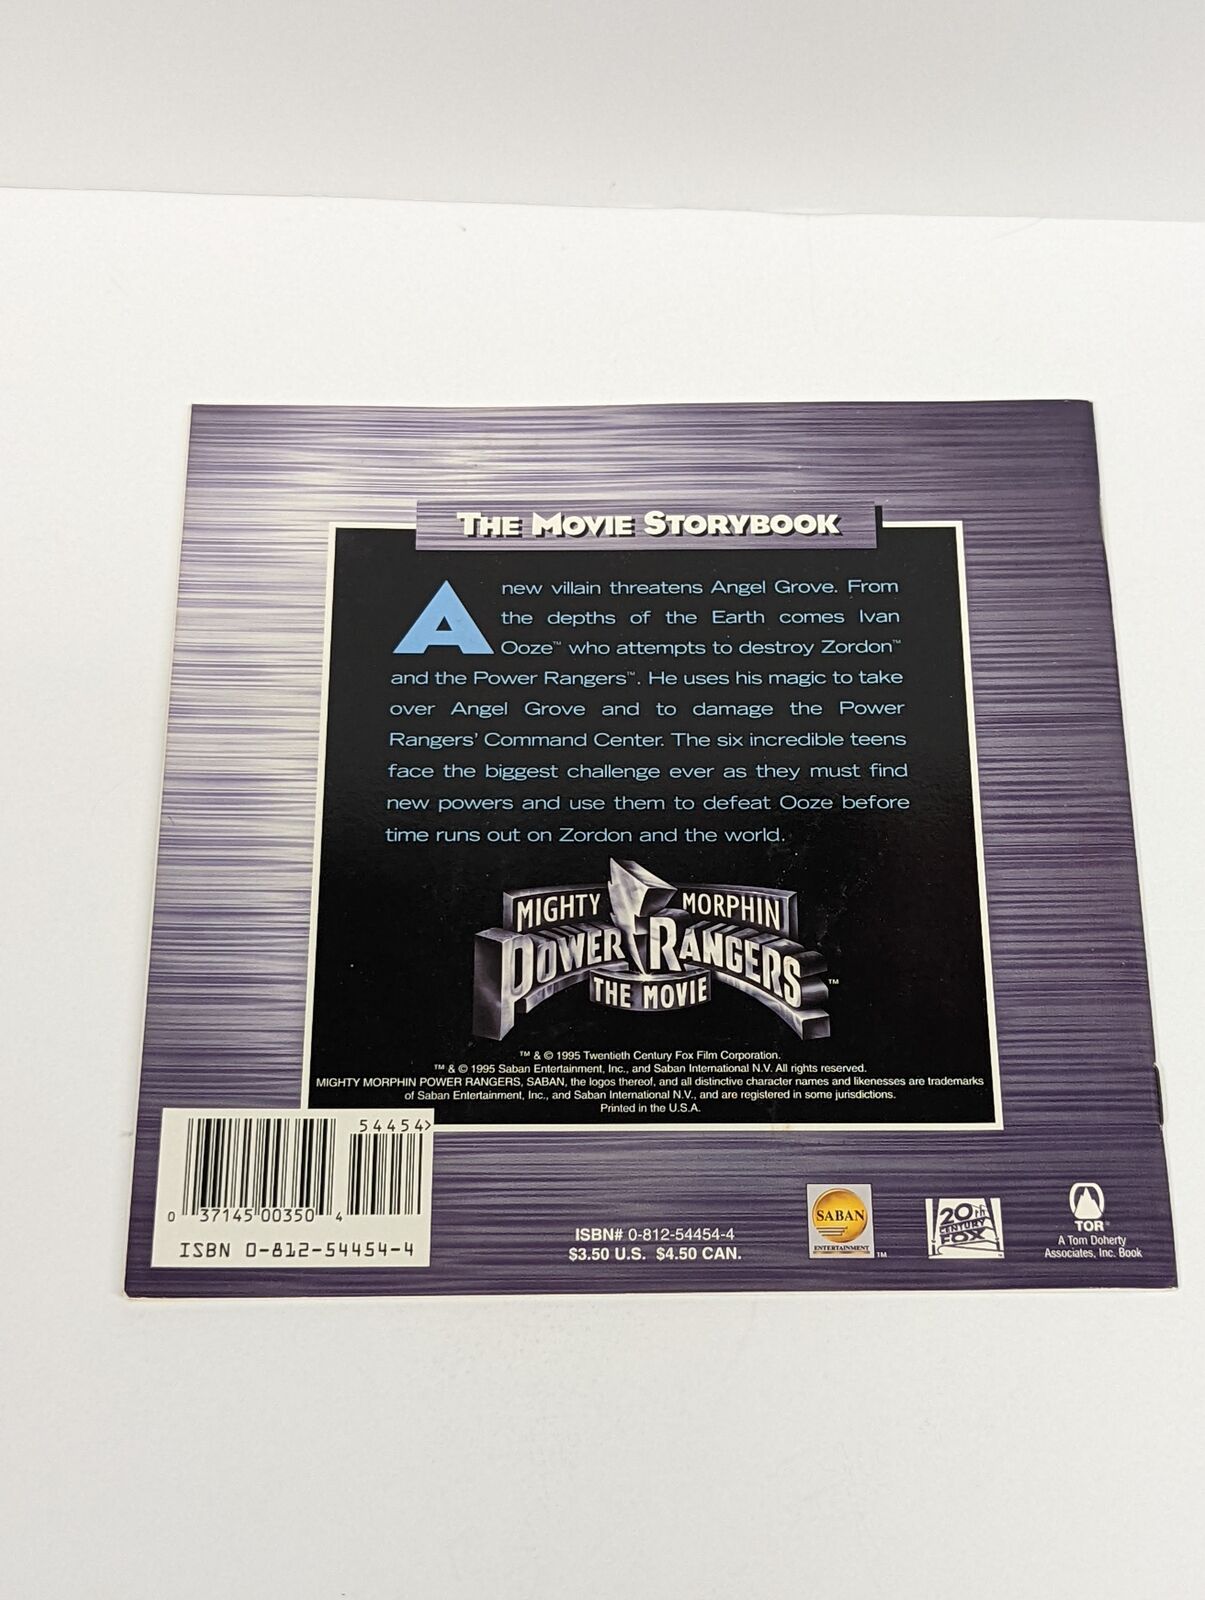 THE MOVIE STORYBOOK
A new villain threatens Angel Grove. From
the depths of the Earth comes Ivan
Ooze™ who attempts to destroy Zordon™
and the Power Rangers™. He uses his magic to take
over Angel Grove and to damage the Power
Rangers' Command Center. The six incredible teens
face the biggest challenge ever as they must find
new powers and use them to defeat Ooze before
time runs out on Zordon and the world.
MIGHTY MORPHIN
POWER RANGERS
THE MOVIE ™
™ & © 1995 Twentieth Century Fox Film Corporation.
™ & © 1995 Saban Entertainment, Inc., and Saban International N.V. All rights reserved.
MIGHTY MORPHIN POWER RANGERS, SABAN, the logos thereof, and all distinctive character names and likenesses are trademarks
of Saban Entertainment, Inc., and Saban International N.V., and are registered in some jurisdictions.
Printed in the U.S.A.
54454>
0 37145 00350 4
ISBN 0-812-54454-4
ISBN# 0-812-54454-4
$3.50 U.S. $4.50 CAN.
SABAN
ENTERTAINMENT ™
20th
CENTURY
FOX
TOR®
A Tom Doherty
Associates, Inc. Book